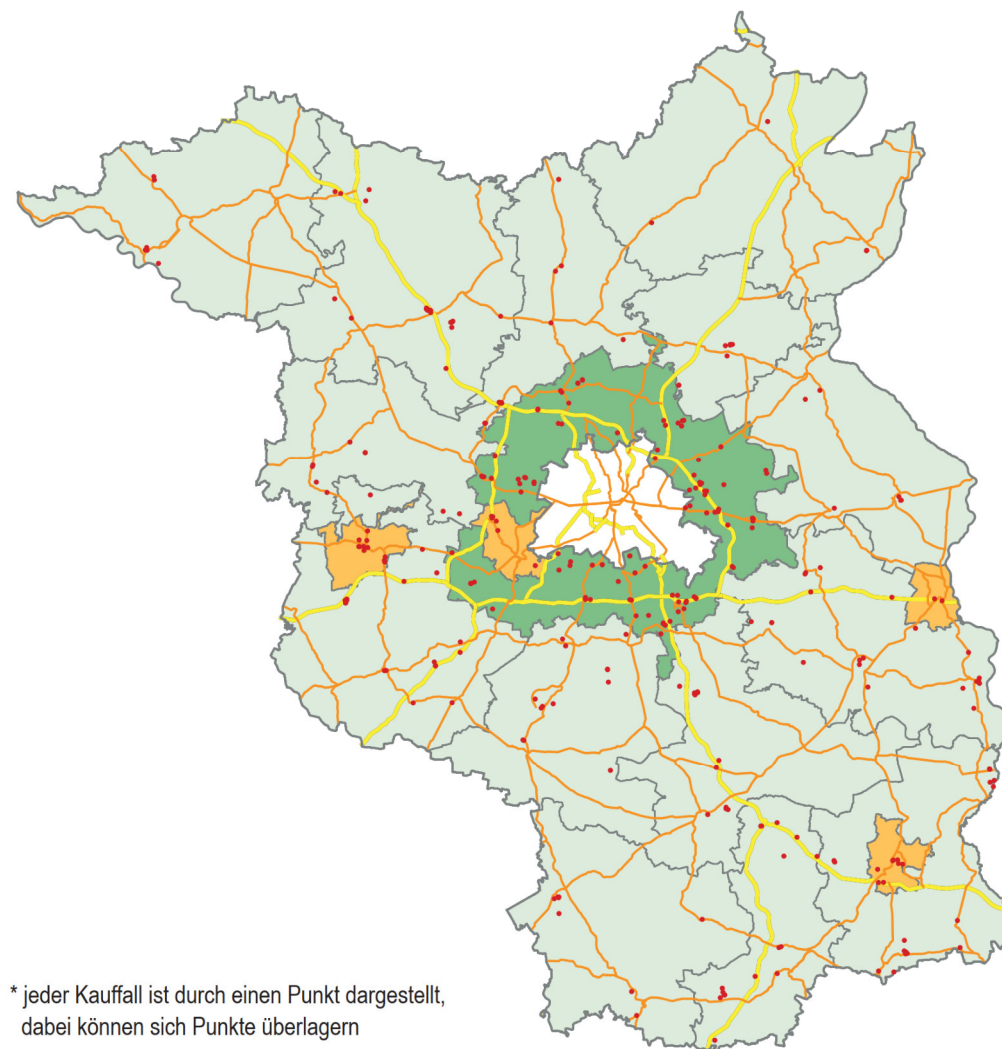 * jeder Kauffall ist durch einen Punkt dargestellt,
dabei können sich Punkte überlagern